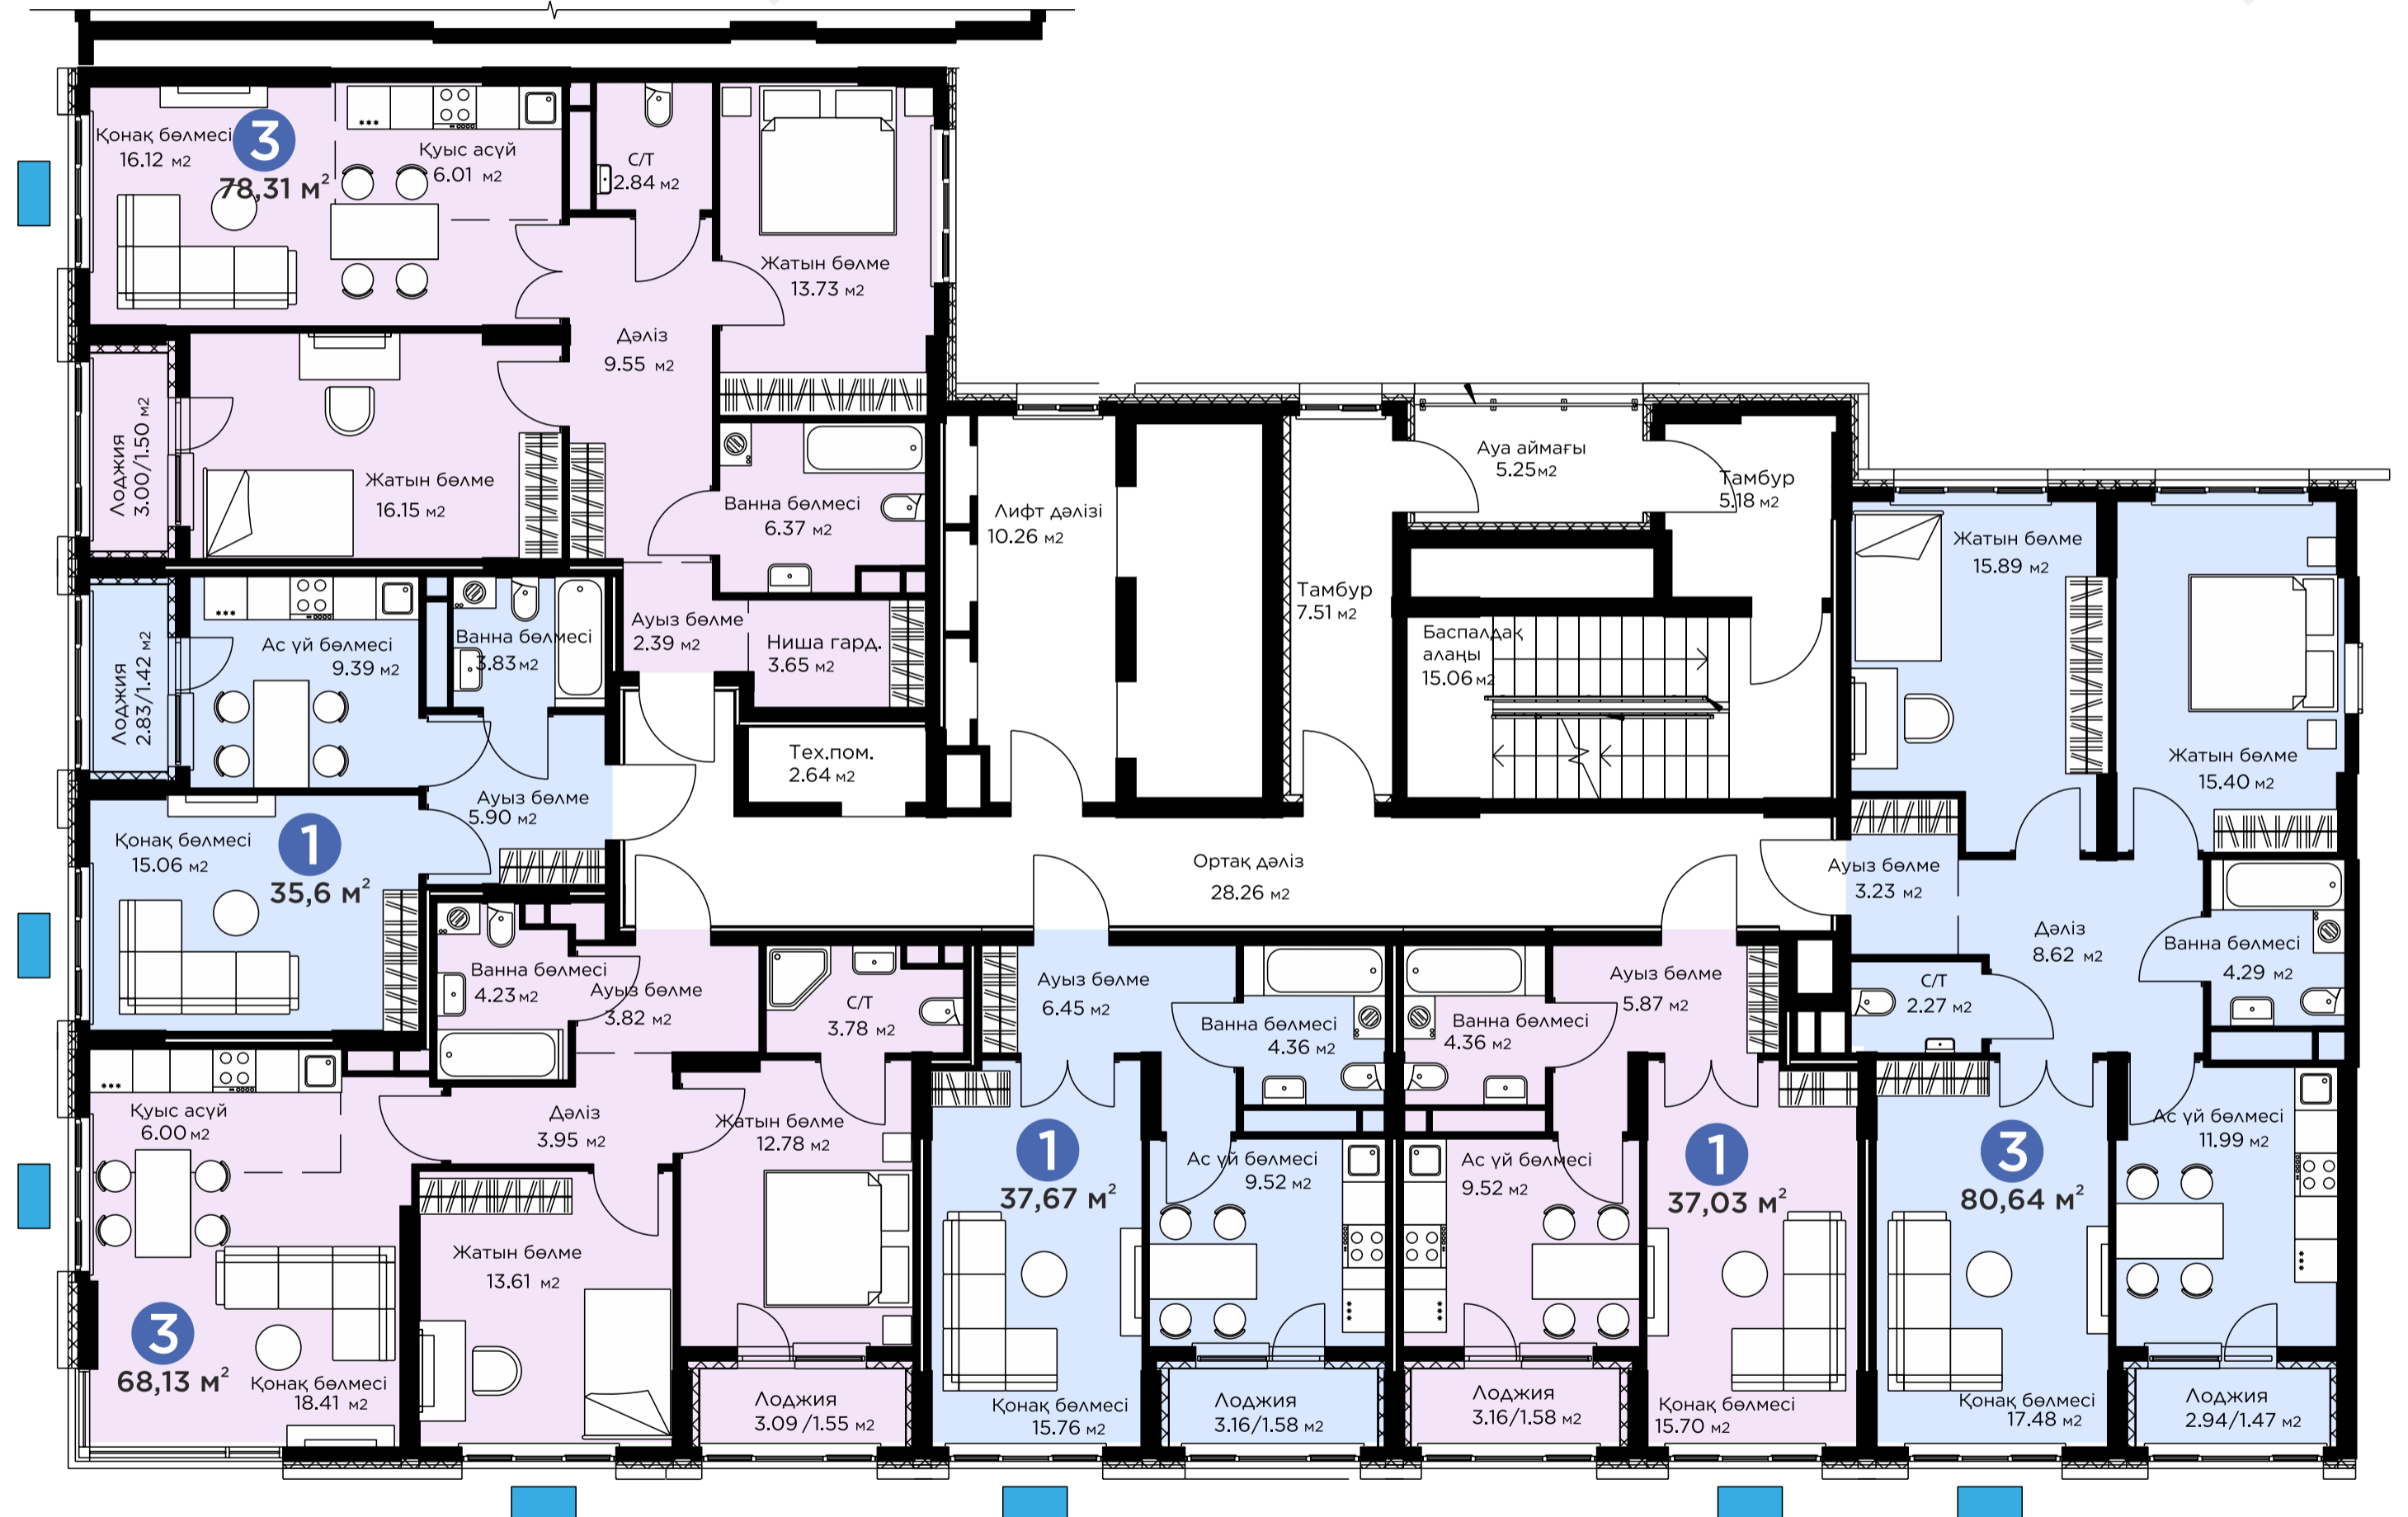 Қонақ бөлмесі
16.12 м2
3
78,31 м²
Қуыс асүй
6.01 м2
С/Т
2.84 м2
Жатын бөлме
13.73 м2
Дәліз
9.55 м2
Лоджия
3.00/1.50 м2
Жатын бөлме
16.15 м2
Ванна бөлмесі
6.37 м2
Ауыз бөлме
2.39 м2
Ниша гард.
3.65 м2
Тех.пом.
2.64 м2
Лифт дәлізі
10.26 м2
Тамбур
7.51 м2
Ауа аймағы
5.25м2
Тамбур
5.18 м2
Баспалдақ
алаңы
15.06 м2
Ортақ дәліз
28.26 м2
Лоджия
2.83/1.42 м2
Ас үй бөлмесі
9.39 м2
Ванна бөлмесі
3.83 м2
Ауыз бөлме
5.90 м2
Қонақ бөлмесі
15.06 м2
1
35,6 м²
Ванна бөлмесі
4.23 м2
Ауыз бөлме
3.82 м2
С/Т
3.78 м2
Қуыс асүй
6.00 м2
Дәліз
3.95 м2
Жатын бөлме
12.78 м2
Жатын бөлме
13.61 м2
3
68,13 м²
Қонақ бөлмесі
18.41 м2
Лоджия
3.09 /1.55 м2
Ауыз бөлме
6.45 м2
Ванна бөлмесі
4.36 м2
1
37,67 м²
Ас үй бөлмесі
9.52 м2
Қонақ бөлмесі
15.76 м2
Лоджия
3.16/1.58 м2
Ауыз бөлме
5.87 м2
Ванна бөлмесі
4.36 м2
Ас үй бөлмесі
9.52 м2
1
37,03 м²
Лоджия
3.16/1.58 м2
Қонақ бөлмесі
15.70 м2
Жатын бөлме
15.89 м2
Жатын бөлме
15.40 м2
Ауыз бөлме
3.23 м2
Дәліз
8.62 м2
Ванна бөлмесі
4.29 м2
С/Т
2.27 м2
Ас үй бөлмесі
11.99 м2
3
80,64 м²
Қонақ бөлмесі
17.48 м2
Лоджия
2.94/1.47 м2